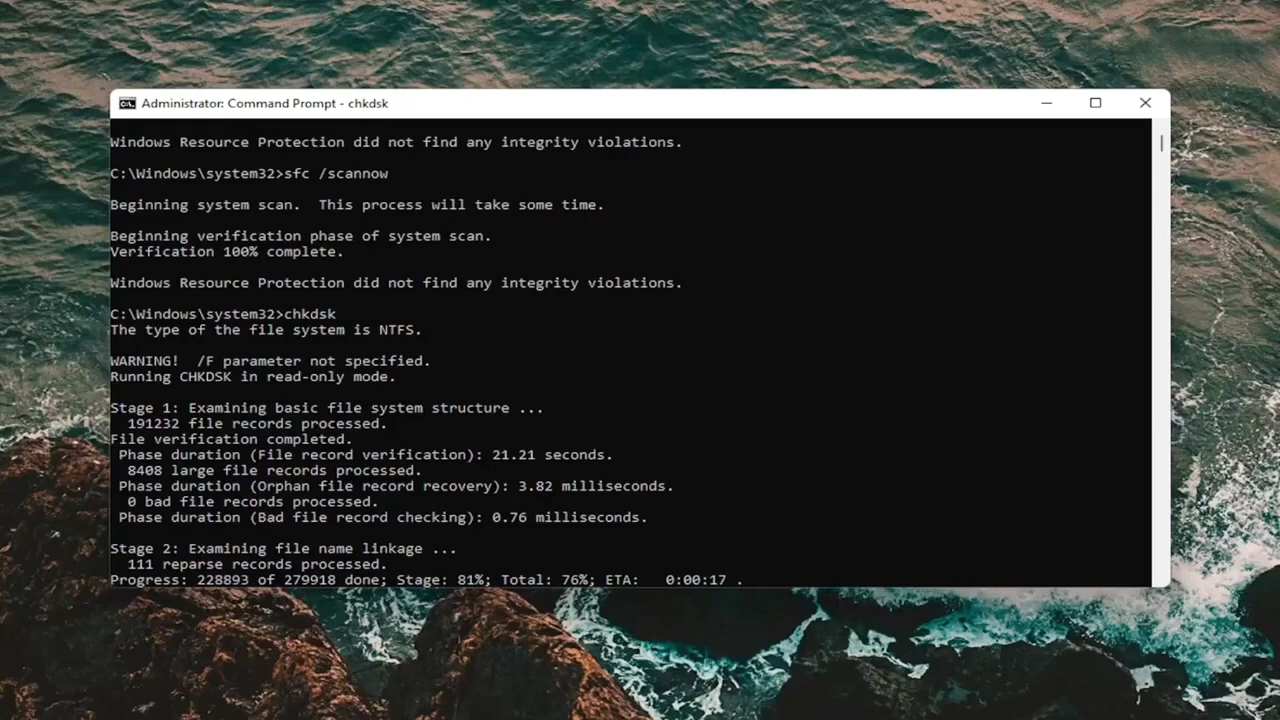 Administrator: Command Prompt - chkdsk
Windows Resource Protection did not find any integrity violations.
C:\Windows\system32>sfc /scannow
Beginning system scan.  This process will take some time.
Beginning verification phase of system scan.
Verification 100% complete.
Windows Resource Protection did not find any integrity violations.
C:\Windows\system32>chkdsk
The type of the file system is NTFS.
WARNING!  /F parameter not specified.
Running CHKDSK in read-only mode.
Stage 1: Examining basic file system structure ...
  191232 file records processed.
File verification completed.
 Phase duration (File record verification): 21.21 seconds.
  8408 large file records processed.
 Phase duration (Orphan file record recovery): 3.82 milliseconds.
  0 bad file records processed.
 Phase duration (Bad file record checking): 0.76 milliseconds.
Stage 2: Examining file name linkage ...
  111 reparse records processed.
Progress: 228893 of 279918 done; Stage: 81%; Total: 76%; ETA:   0:00:17 .